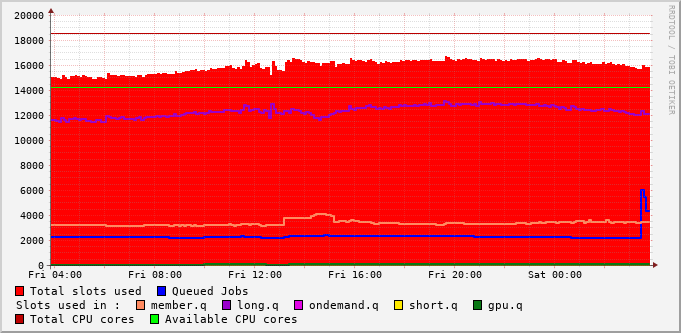 20000
18000
16000
14000
12000
10000
8000
6000
4000
2000
0
Fri 04:00 Fri 08:00 Fri 12:00 Fri 16:00 Fri 20:00 Sat 00:00
Total slots used Queued Jobs
Slots used in : member.q long.q ondemand.q short.q gpu.q
Total CPU cores Available CPU cores
RRDTOOL / TOBI OETIKER